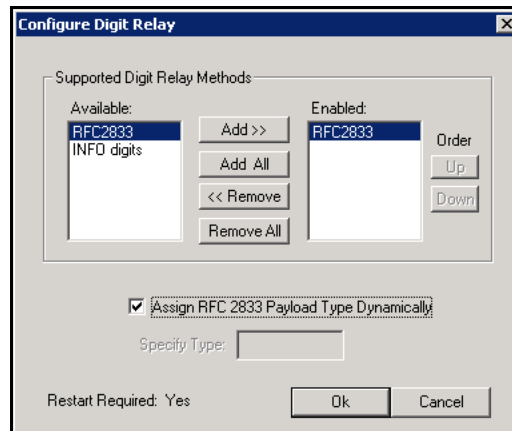 Configure Digit Relay
Supported Digit Relay Methods
Available:
RFC2833
INFO digits
Add >>
Add All
<< Remove
Remove All
Enabled:
RFC2833
Order
Up
Down
Assign RFC 2833 Payload Type Dynamically
Specify Type:
Restart Required: Yes
Ok
Cancel